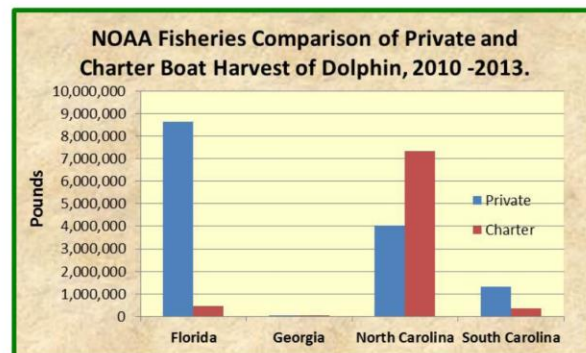 NOAA Fisheries Comparison of Private and
Charter Boat Harvest of Dolphin, 2010 -2013.
10,000,000
9,000,000
8,000,000
7,000,000
6,000,000
5,000,000
4,000,000
3,000,000
2,000,000
1,000,000
0
Pounds
Private
Charter
Florida Georgia North Carolina South Carolina